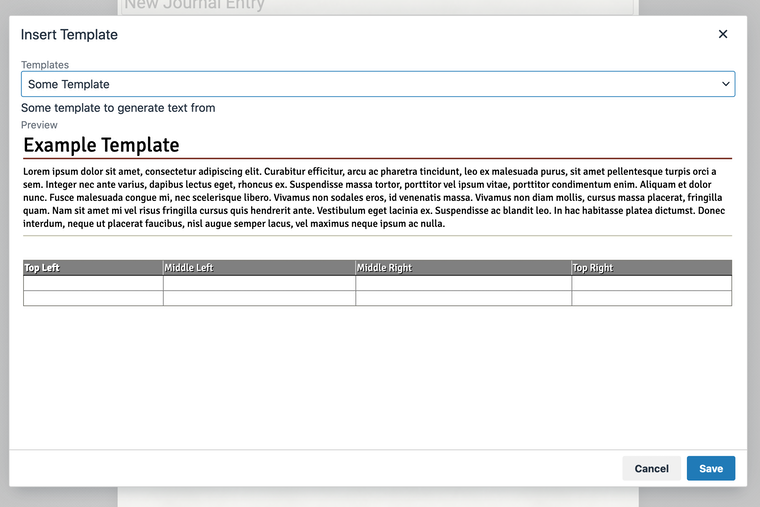 New Journal Entry
Insert Template
Templates
Some Template
Some template to generate text from
Preview
Example Template
Lorem ipsum dolor sit amet, consectetur adipiscing elit. Curabitur efficitur, arcu ac pharetra tincidunt, leo ex malesuada purus, sit amet pellentesque turpis orci a
sem. Integer nec ante varius, dapibus lectus eget, rhoncus ex. Suspendisse massa tortor, porttitor vel ipsum vitae, porttitor condimentum enim. Aliquam et dolor
nunc. Fusce malesuada congue mi, nec scelerisque libero. Vivamus non sodales eros, id venenatis massa. Vivamus non diam mollis, cursus massa placerat, fringilla
quam. Nam sit amet mi vel risus fringilla cursus quis hendrerit ante. Vestibulum eget lacinia ex. Suspendisse ac blandit leo. In hac habitasse platea dictumst. Donec
interdum, neque ut placerat faucibus, nisl augue semper lacus, vel maximus neque ipsum ac nulla.
Top Left Middle Left Middle Right Top Right
Cancel Save